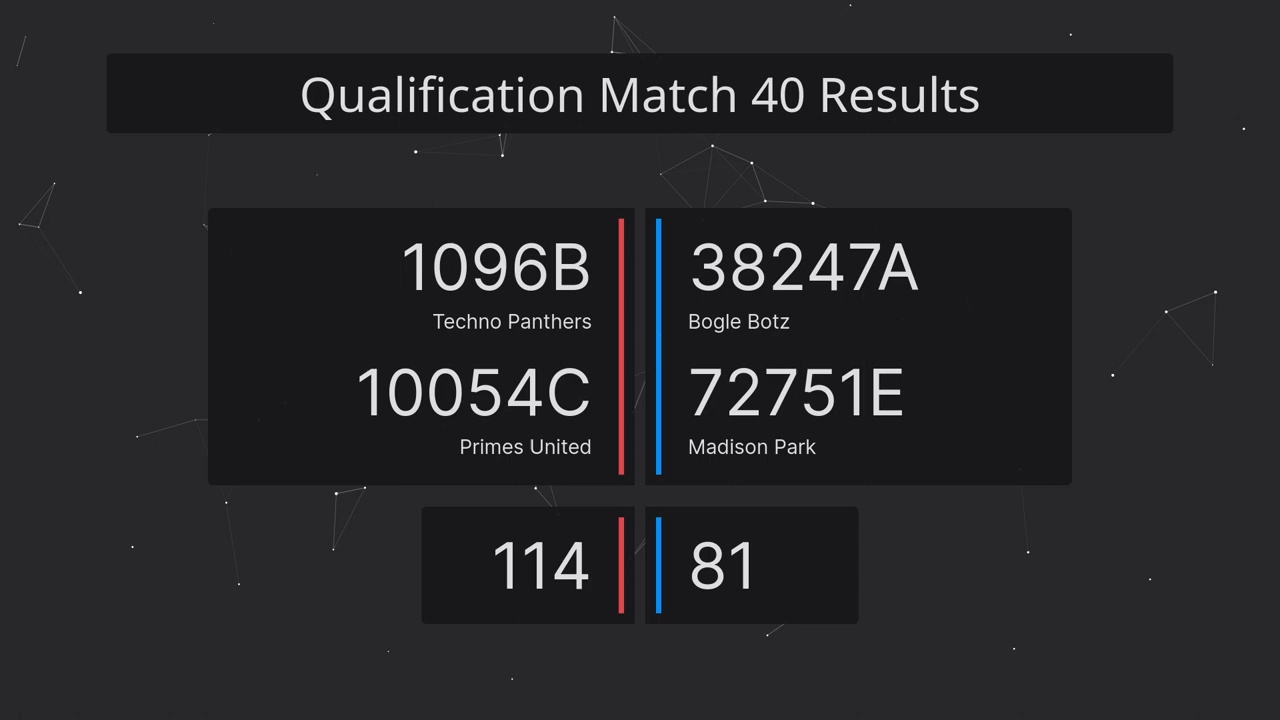 Qualification Match 40 Results
1096B
Techno Panthers
10054C
Primes United
38247A
Bogle Botz
72751E
Madison Park
114
81